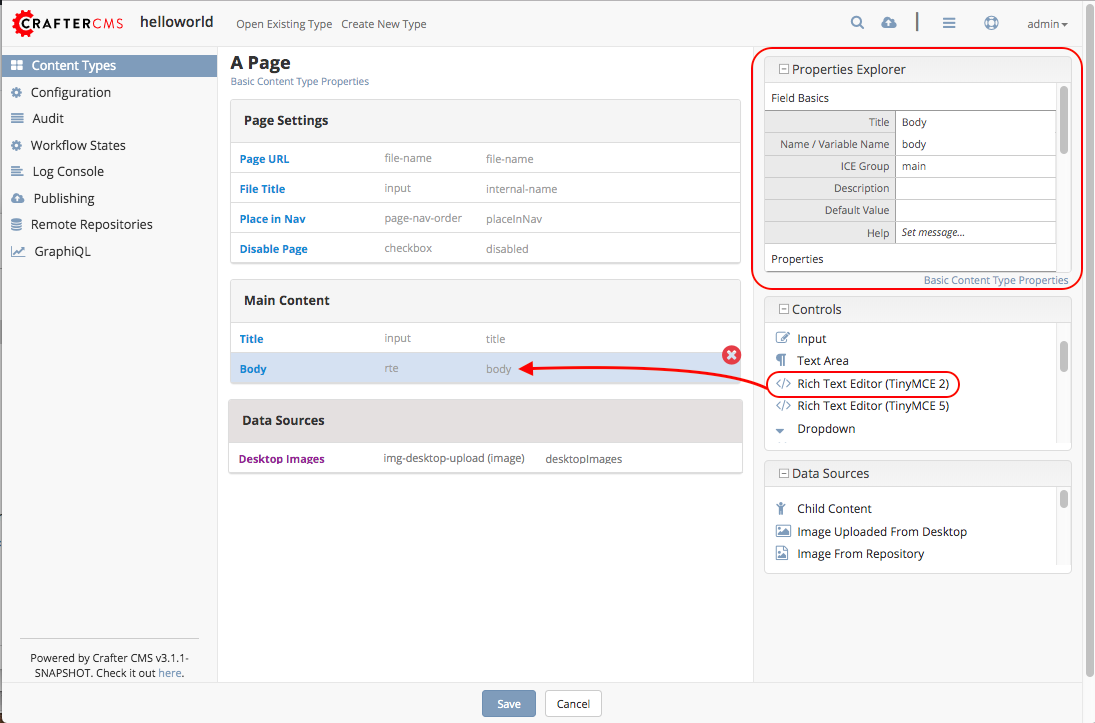 CRAFTERCMS helloworld Open Existing Type Create New Type admin
Content Types
Configuration
Audit
Workflow States
Log Console
Publishing
Remote Repositories
GraphiQL
Powered by Crafter CMS v3.1.1-
SNAPSHOT. Check it out here.
A Page
Basic Content Type Properties
Page Settings
Page URL file-name file-name
File Title input internal-name
Place in Nav page-nav-order placeInNav
Disable Page checkbox disabled
Main Content
Title input title
Body rte body
Data Sources
Desktop Images img-desktop-upload (image) desktopImages
Properties Explorer
Field Basics
Title Body
Name / Variable Name body
ICE Group main
Description
Default Value
Help Set message...
Properties
Basic Content Type Properties
Controls
Input
Text Area
Rich Text Editor (TinyMCE 2)
Rich Text Editor (TinyMCE 5)
Dropdown
Data Sources
Child Content
Image Uploaded From Desktop
Image From Repository
Save Cancel